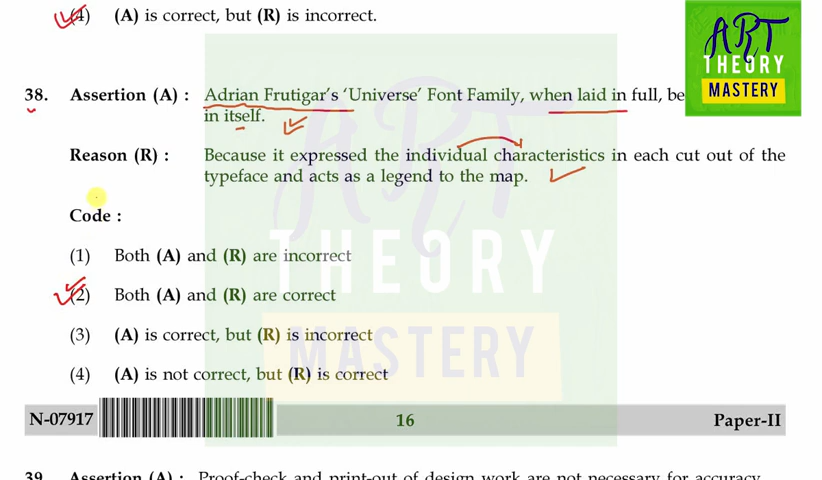 (4) (A) is correct, but (R) is incorrect.
ART
THEORY
MASTERY
38. Assertion (A) : Adrian Frutigar's 'Universe' Font Family, when laid in full, be
in itself.
Reason (R) : Because it expressed the individual characteristics in each cut out of the
typeface and acts as a legend to the map.
Code :
(1) Both (A) and (R) are incorrect
(2) Both (A) and (R) are correct
(3) (A) is correct, but (R) is incorrect
(4) (A) is not correct, but (R) is correct
ART
THEORY
MASTERY
N-07917 16 Paper-II
39. Assertion (A) : Proof-check and print-out of design work are not necessary for accuracy